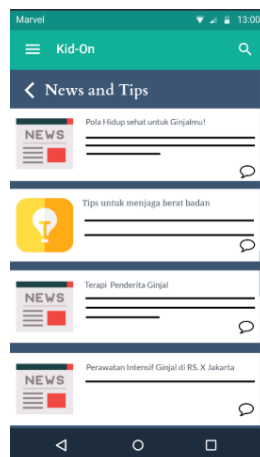 Marvel 13:00
Kid-On
News and Tips
NEWS
Pola Hidup sehat untuk Ginjalmu!
Tips untuk menjaga berat badan
NEWS
Terapi Penderita Ginjal
NEWS
Perawatan Intensif Ginjal di RS. X Jakarta